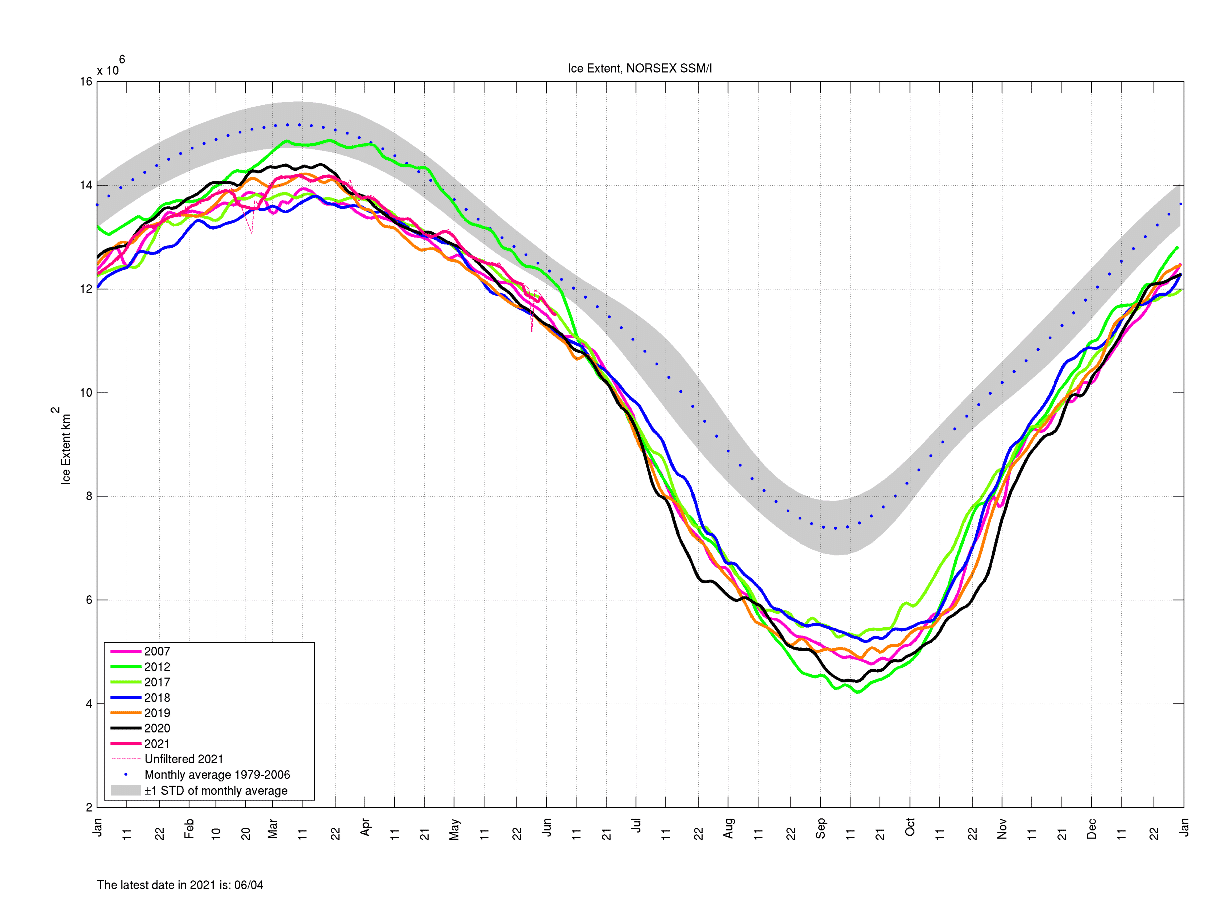 x 10 6
Ice Extent, NORSEX SSM/I
16
14
12
10
8
6
4
2
Ice Extent km 2
2007
2012
2017
2018
2019
2020
2021
Unfiltered 2021
Monthly average 1979-2006
±1 STD of monthly average
Jan 11 22 Feb 10 20 Mar 11 22 Apr 11 21 May 11 22 Jun 11 21 Jul 11 22 Aug 11 22 Sep 11 21 Oct 11 22 Nov 11 21 Dec 11 22 Jan
The latest date in 2021 is: 06/04